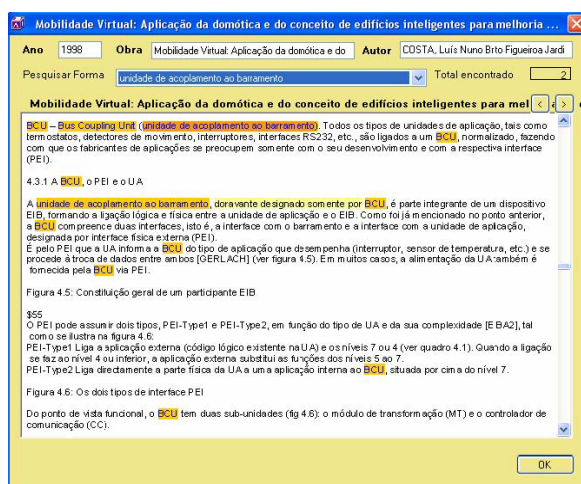 Mobilidade Virtual: Aplicação da domótica e do conceito de edifícios inteligentes para melhoria ...
Ano 1998 Obra Mobilidade Virtual: Aplicação da domótica e do Autor COSTA, Luís Nuno Brto Figueiroa Jardi
Pesquisar Forma unidade de acoplamento ao barramento Total encontrado 2
Mobilidade Virtual: Aplicação da domótica e do conceito de edifícios inteligentes para mel < a > c
BCU – Bus Coupling Unit (unidade de acoplamento ao barramento). Todos os tipos de unidades de aplicação, tais como
termostatos, detectores de movimento, interruptores, interfaces RS232, etc., são ligados a um BCU, normalizado, fazendo
com que os fabricantes de aplicações se preocupem somente com o seu desenvolvimento e com a respectiva interface
(PEI).
4.3.1 A BCU, o PEI e o UA
A unidade de acoplamento ao barramento, doravante designado somente por BCU, é parte integrante de um dispositivo
EIB, formando a ligação lógica e física entre a unidade de aplicação e o EIB. Como foi já mencionado no ponto anterior,
a BCU compreende duas interfaces, isto é, a interface com o barramento e a interface com a unidade de aplicação,
designada por interface física externa (PEI).
É pelo PEI que a UA informa a BCU do tipo de aplicação que desempenha (interruptor, sensor de temperatura, etc.) e se
procede à troca de dados entre ambos [GERLACH] (ver figura 4.5). Em muitos casos, a alimentação da UA também é
fornecida pela BCU via PEI.
Figura 4.5: Constituição geral de um participante EIB
$55
O PEI pode assumir dois tipos, PEI-Type1 e PEI-Type2, em função do tipo de UA e da sua complexidade [EBA2], tal
como se ilustra na figura 4.6:
PEI-Type1 Liga a aplicação externa (código lógico existente na UA) e os níveis 7 ou 4 (ver quadro 4.1). Quando a ligação
se faz ao nível 4 ou inferior, a aplicação externa substitui as funções dos níveis 5 ao 7.
PEI-Type2 Liga directamente a parte física da UA a uma aplicação interna ao BCU, situada por cima do nível 7.
Figura 4.6: Os dois tipos de interface PEI
Do ponto de vista funcional, o BCU tem duas sub-unidades (fig 4.6): o módulo de transformação (MT) e o controlador de
comunicação (CC).
OK